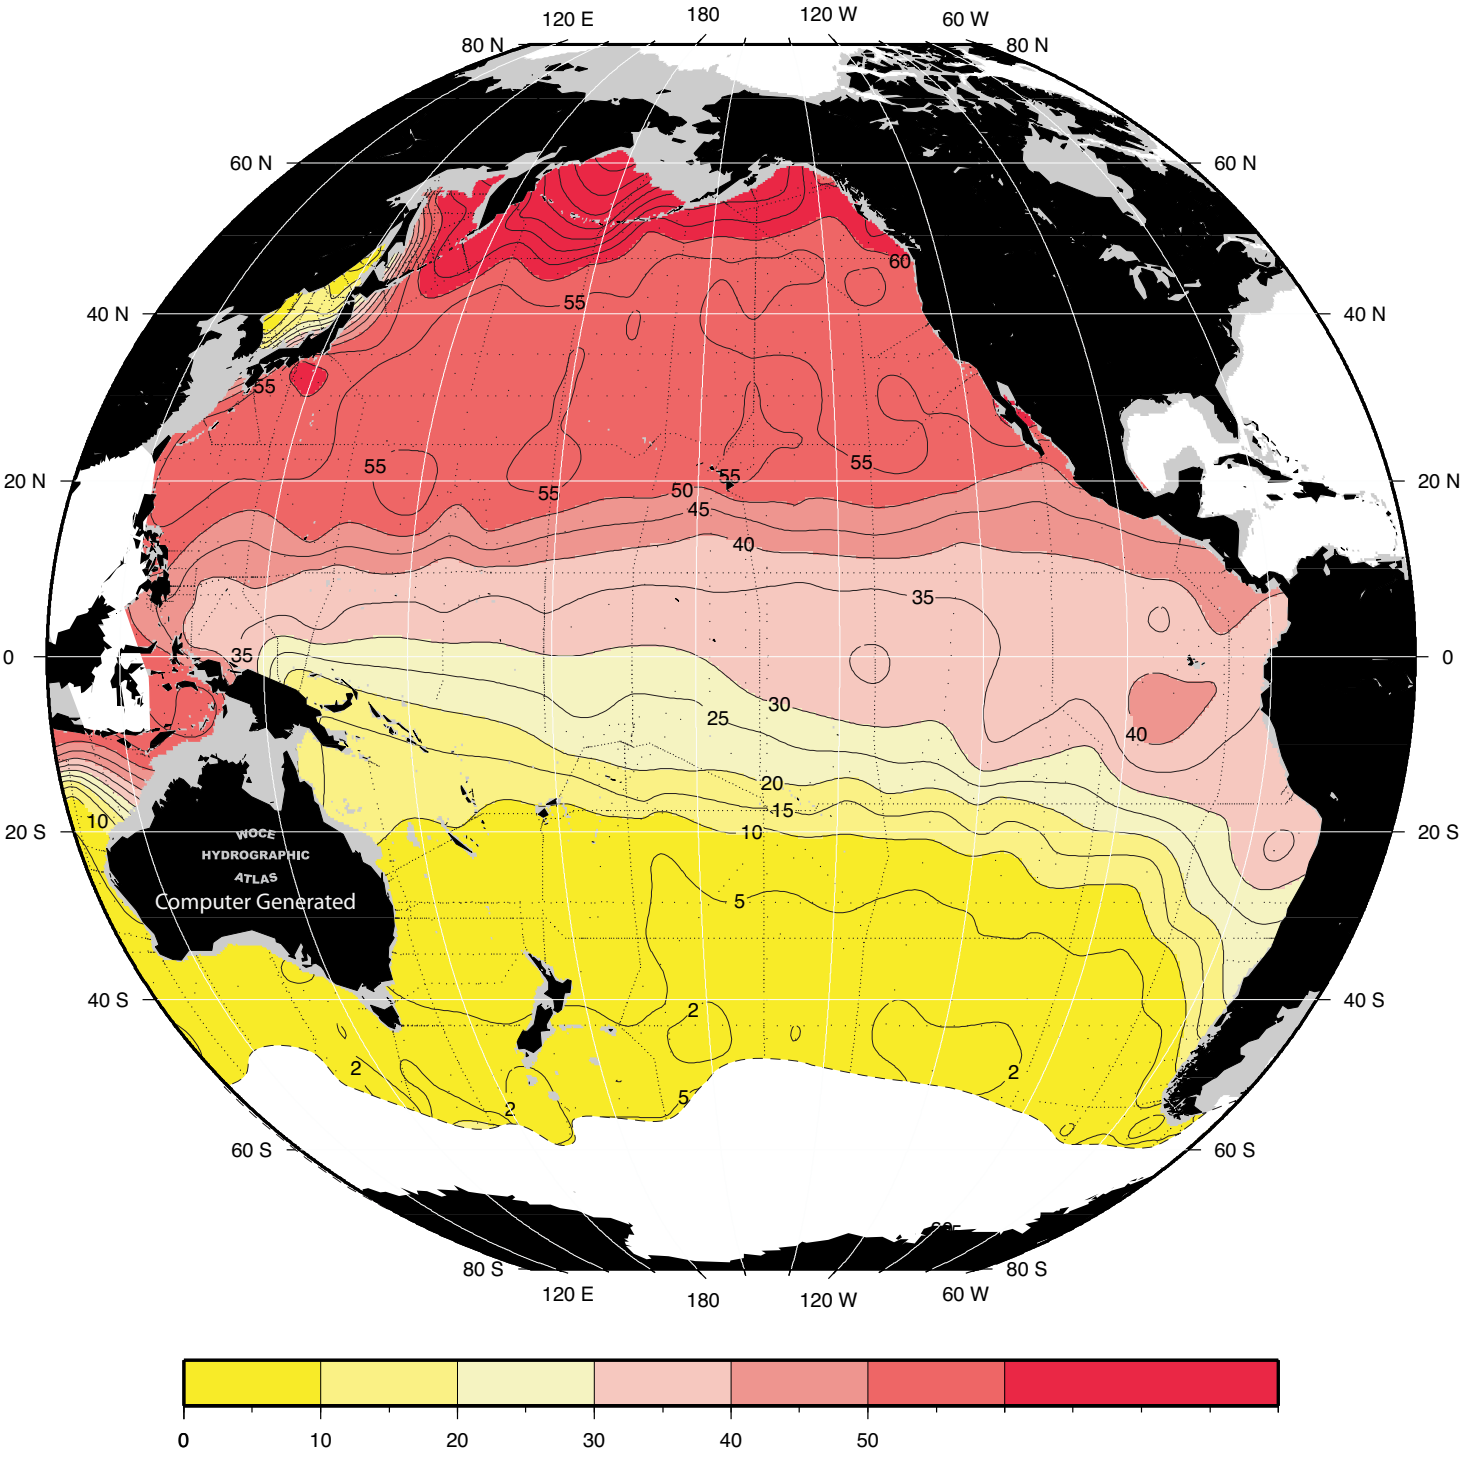 120 E 180 120 W 60 W
80 N 80 N
60 N 60 N
60
55
40 N 40 N
55
55 55
55
20 N 50 55 20 N
45
40
35
0 35 0
30
25
40
20
15
10
20 S 10 20 S
WOCE
HYDROGRAPHIC
ATLAS
Computer Generated
5
40 S 2 40 S
2 2
5
2
60 S 60 S
80 S 80 S
120 E 180 120 W 60 W
0 10 20 30 40 50